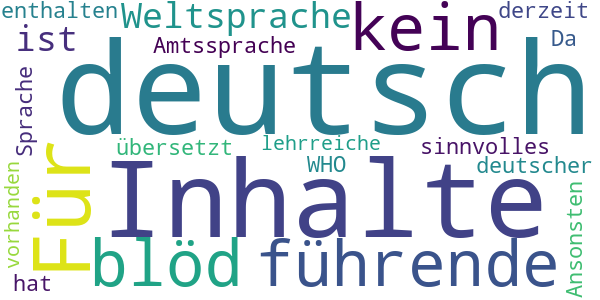 enthalten
Weltsprache
kein
derzeit
ist
Amtssprache
Da
deutsch
Sprache
Für
übersetzt
lehrreiche
sinnvolles
WHO
deutscher
vorhanden
Inhalte
Ansonsten
blöd
führende
hat